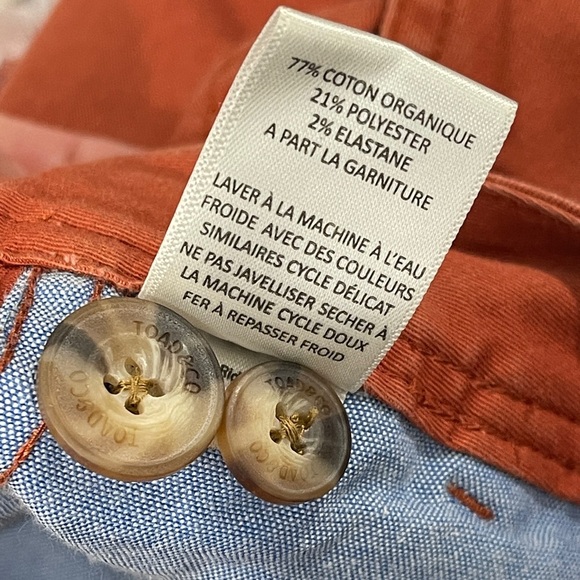 77% COTON ORGANIQUE
21% POLYESTER
2% ELASTANE
A PART LA GARNITURE
LAVER À LA MACHINE À L'EAU
FROIDE AVEC DES COULEURS
SIMILAIRES CYCLE DÉLICAT
NE PAS JAVELLISER SECHER À
LA MACHINE CYCLE DOUX
FER À REPASSER FROID
TOAD&CO
TOAD&CO
TOAD&CO
TOAD&CO